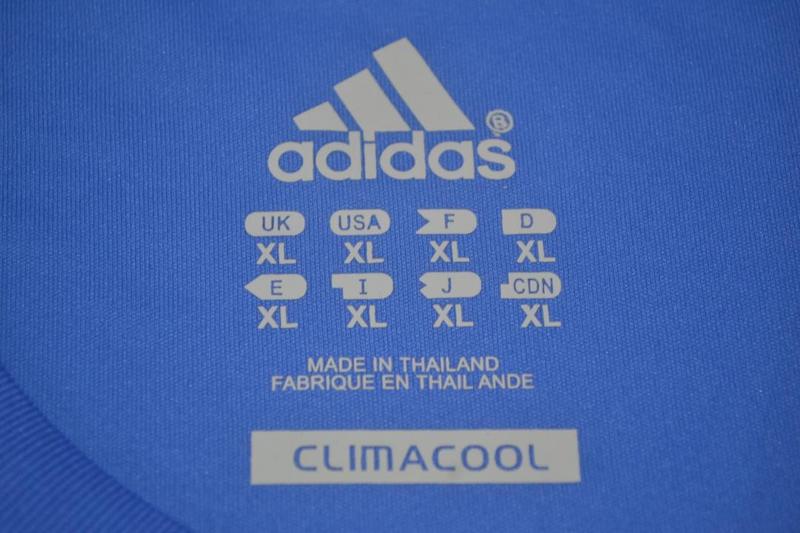 adidas®
UK USA F D
XL XL XL XL
E I J CDN
XL XL XL XL
MADE IN THAILAND
FABRIQUE EN THAIL ANDE
CLIMACOOL